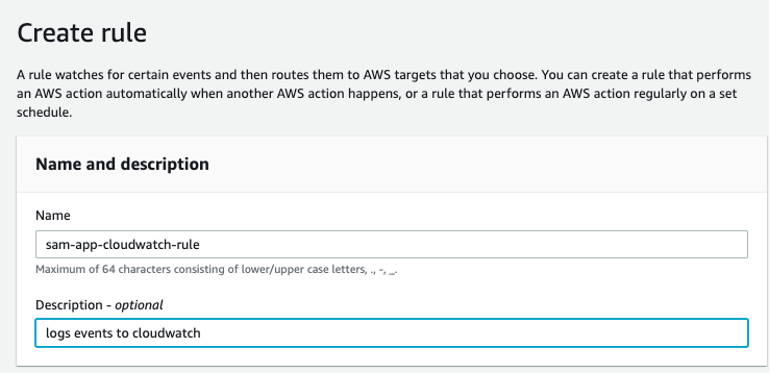 Create rule
A rule watches for certain events and then routes them to AWS targets that you choose. You can create a rule that performs
an AWS action automatically when another AWS action happens, or a rule that performs an AWS action regularly on a set
schedule.
Name and description
Name
sam-app-cloudwatch-rule
Maximum of 64 characters consisting of lower/upper case letters, ., -, _.
Description - optional
logs events to cloudwatch